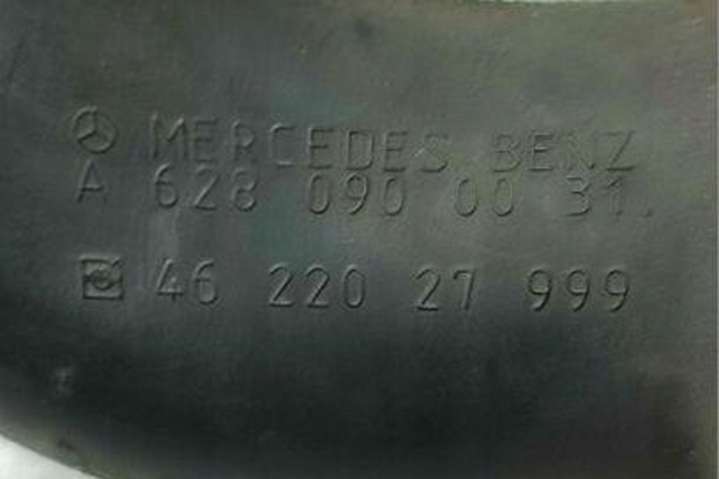 MERCEDES BENZ
A 628 090 00 31.
46 220 27 999